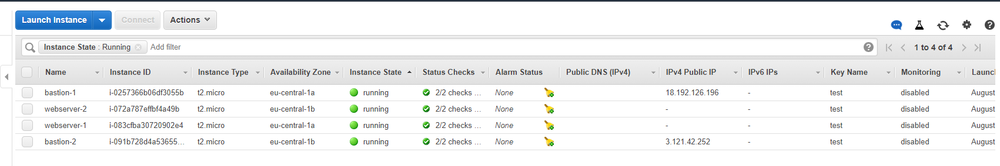 Launch Instance Connect Actions
Instance State : Running Add filter 1 to 4 of 4
Name Instance ID Instance Type Availability Zone Instance State Status Checks Alarm Status Public DNS (IPv4) IPv4 Public IP IPv6 IPs Key Name Monitoring Launc
bastion-1 i-0257366b06df3055b t2.micro eu-central-1a running 2/2 checks ... None 18.192.126.196 - test disabled August
webserver-2 i-072a787effbf4a49b t2.micro eu-central-1b running 2/2 checks ... None - - test disabled August
webserver-1 i-083cfba30720902e4 t2.micro eu-central-1a running 2/2 checks ... None - - test disabled August
bastion-2 i-091b728d4a53655... t2.micro eu-central-1b running 2/2 checks ... None 3.121.42.252 - test disabled August